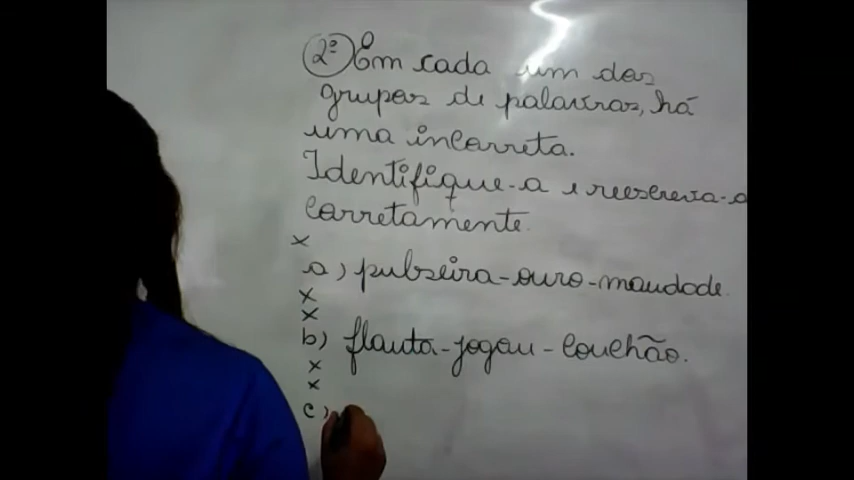 2º Em cada um dos
grupos de palavras, há
uma incorreta.
Identifique-a e reescreva-a
corretamente.
x
a) pulseira-ouro-maudade.
x
x
b) flauta-jogou-couchão.
x
x
c)